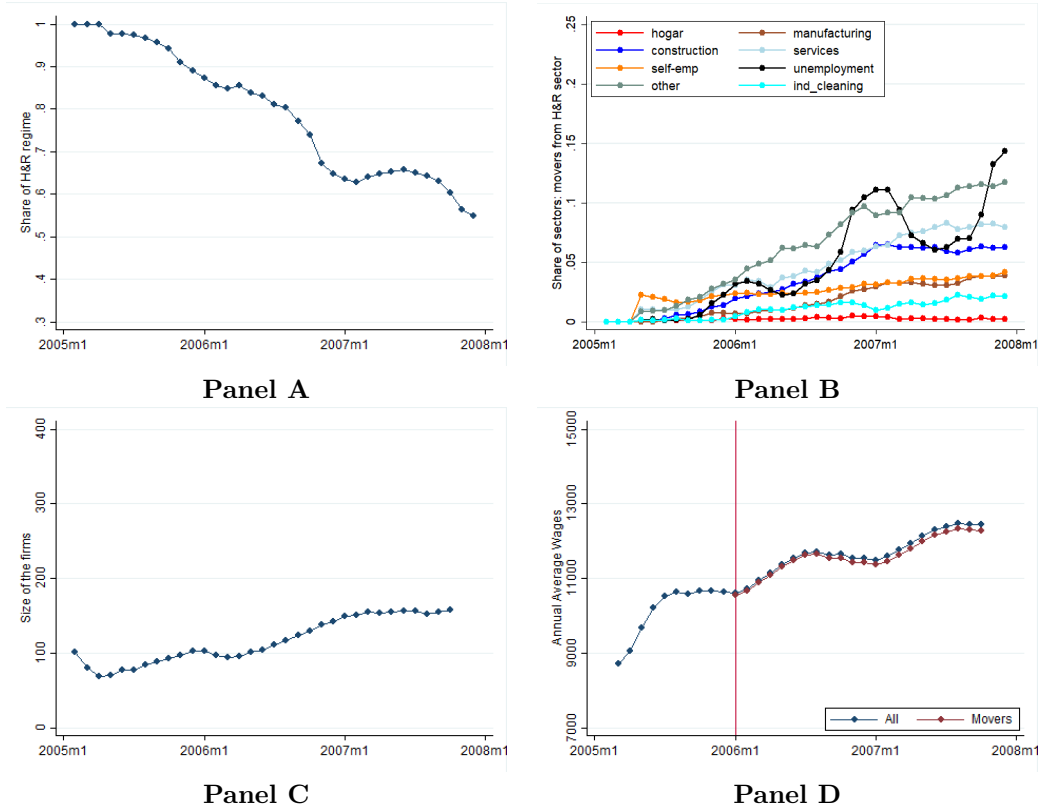 Share of H&R regime
1
.9
.8
.7
.6
.5
.4
.3
2005m1 2006m1 2007m1 2008m1
Panel A
Share of sectors: movers from H&R sector
.25
.2
.15
.1
.05
0
hogar manufacturing
construction services
self-emp unemployment
other ind_cleaning
2005m1 2006m1 2007m1 2008m1
Panel B
Size of the firms
400
300
200
100
0
2005m1 2006m1 2007m1 2008m1
Panel C
Annual Average Wages
15000
13000
11000
9000
7000
All Movers
2005m1 2006m1 2007m1 2008m1
Panel D